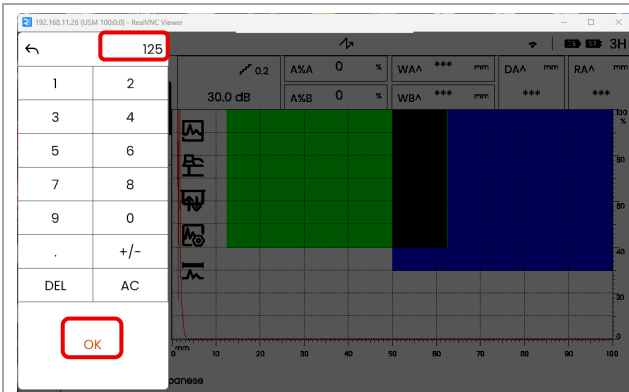 192.168.11.26 (USM 100:0.0) - RealVNC Viewer
125
3H
1 2
3 4
5 6
7 8
9 0
. +/-
DEL AC
OK
0.2
30.0 dB
A%A 0 %
A%B 0 %
WA^ *** mm
WB^ *** mm
DA^ mm
***
RA^ mm
***
100
%
80
20
0
mm
0 10 20 30 40 50 60 70 80 90 100
panese